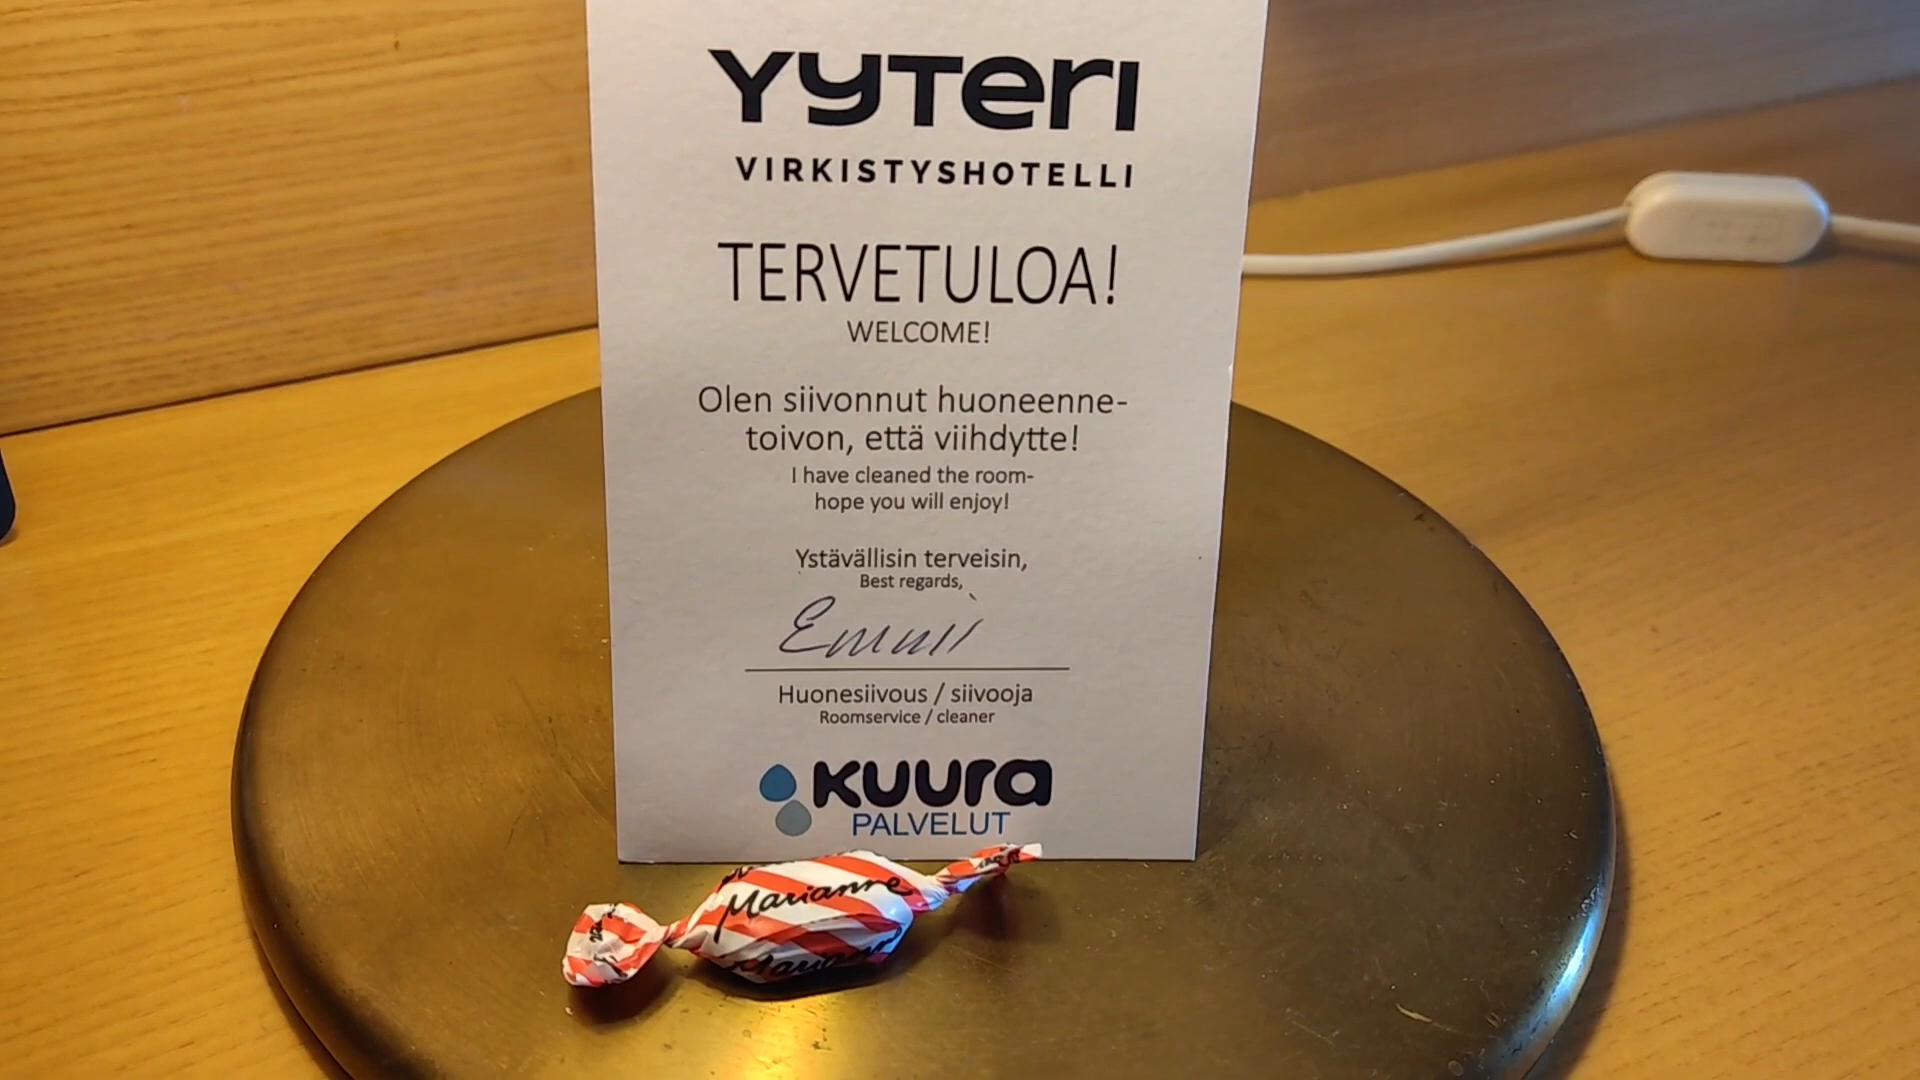 YYTERI
VIRKISTYSHOTELLI
TERVETULOA!
WELCOME!
Olen siivonnut huoneenne-
toivon, että viihdytte!
I have cleaned the room-
hope you will enjoy!
Ystävällisin terveisin,
Best regards,
Huonesiivous / siivooja
Roomservice / cleaner
KUURA
PALVELUT
Marianne
Marianne